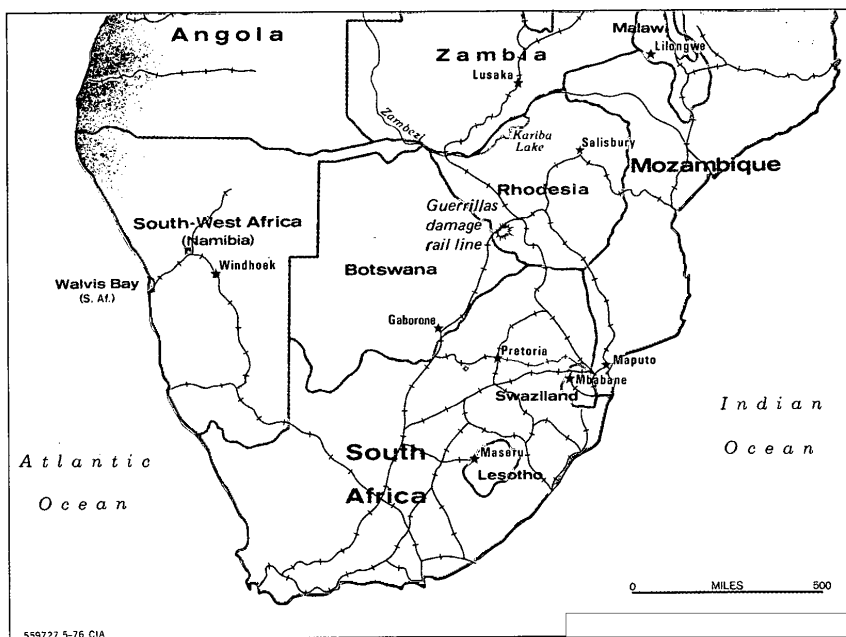 Angola
Zambia
Malawi
Lilongwe
Lusaka
Zambezi
Kariba
Lake
Salisbury
Mozambique
Rhodesia
South-West Africa
(Namibia)
Guerrillas
damage
rail line
Windhoek
Walvis Bay
(S. Af.)
Botswana
Gaborone
Pretoria
Maputo
Mbabane
Swaziland
Indian
Ocean
Atlantic
Ocean
South
Africa
Maseru
Lesotho
0 MILES 500
559727 5-76 CIA